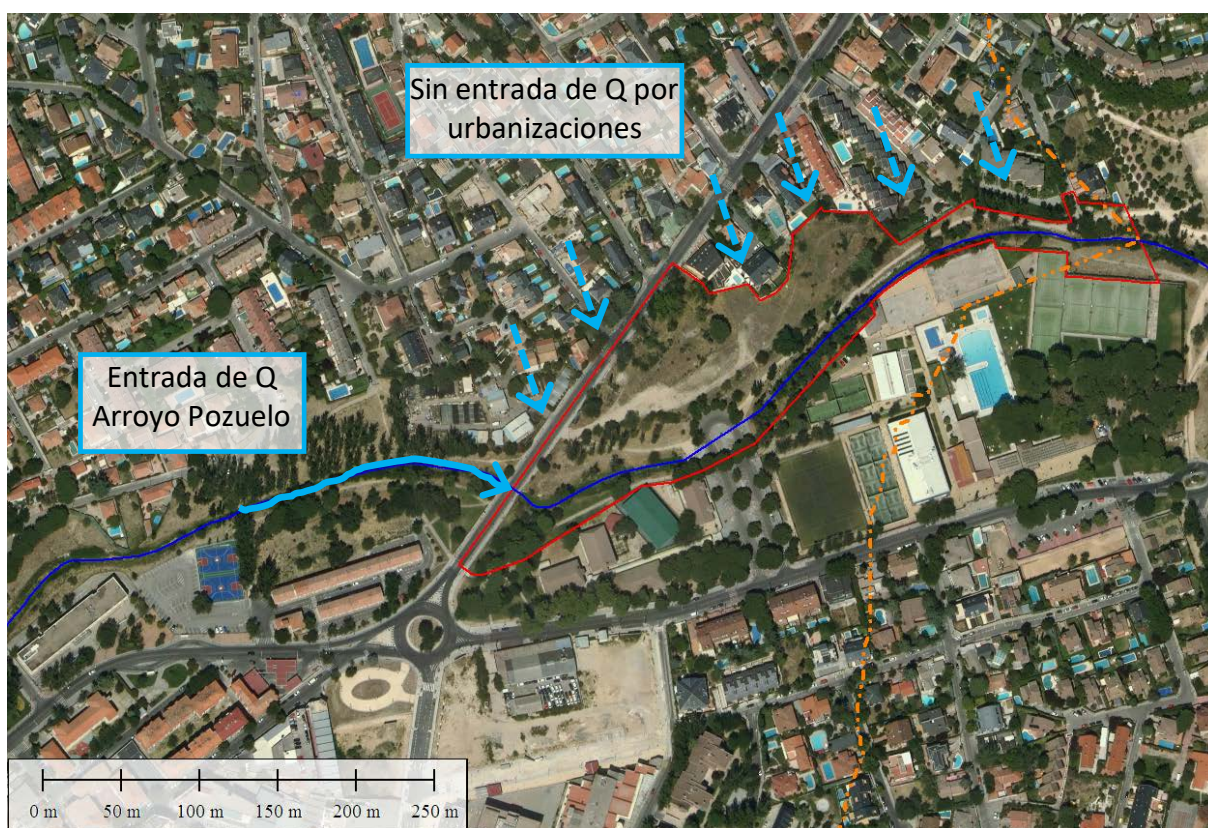 Sin entrada de Q por
urbanizaciones
Entrada de Q
Arroyo Pozuelo
0 m 50 m 100 m 150 m 200 m 250 m